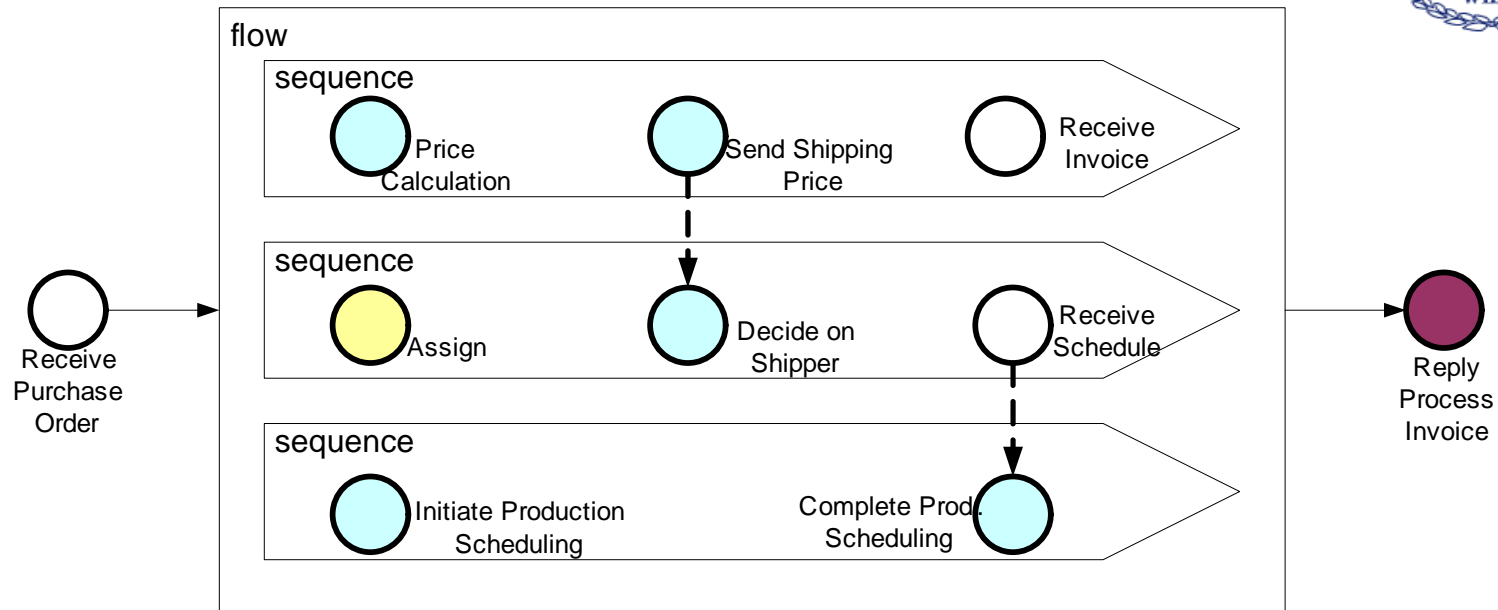 flow
sequence
Price
Calculation
Send Shipping
Price
Receive
Invoice
sequence
Assign
Decide on
Shipper
Receive
Schedule
sequence
Initiate Production
Scheduling
Complete Prod.
Scheduling
Receive
Purchase
Order
Reply
Process
Invoice